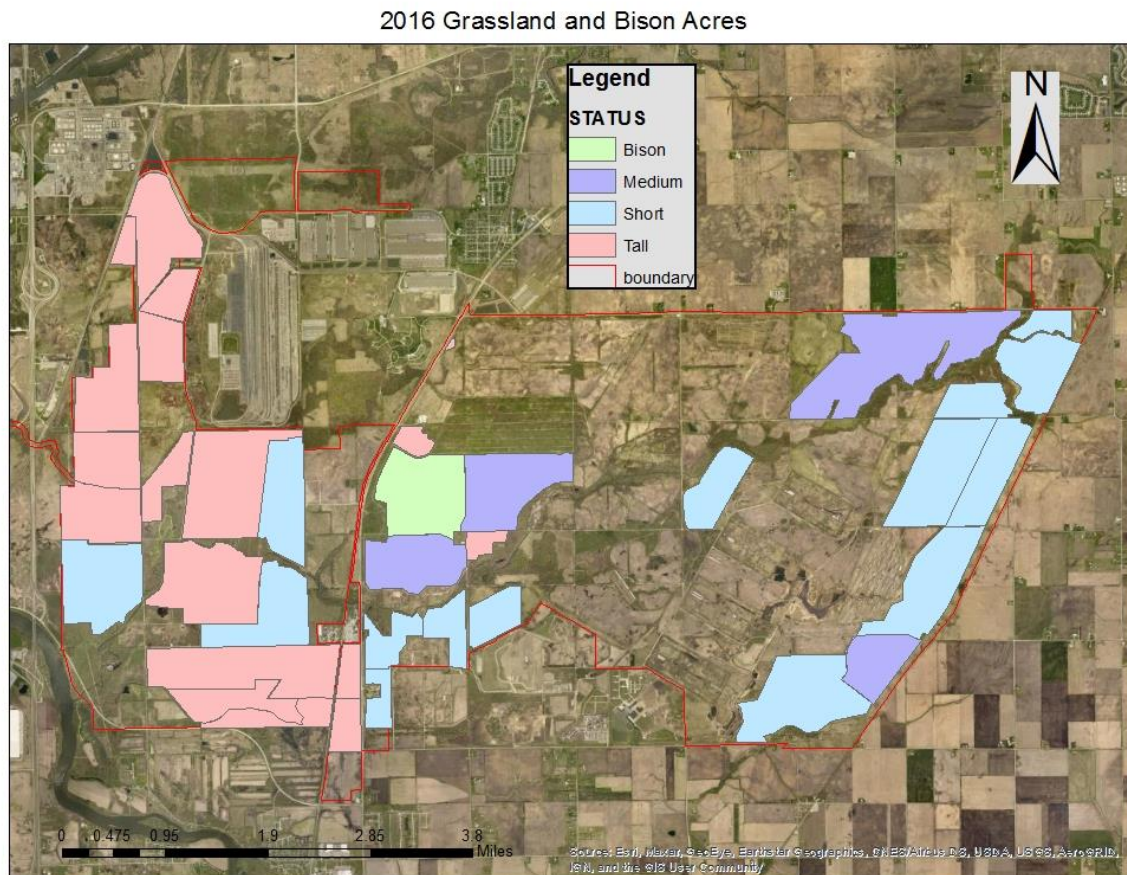 2016 Grassland and Bison Acres
Legend
STATUS
Bison
Medium
Short
Tall
boundary
N
0 0.475 0.95 1.9 2.85 3.8
Miles
Source: Esri, Maxar, GeoEye, Earthstar Geographics, CNES/Airbus DS, USDA, USGS, AeroGRID,
IGN, and the GIS User Community